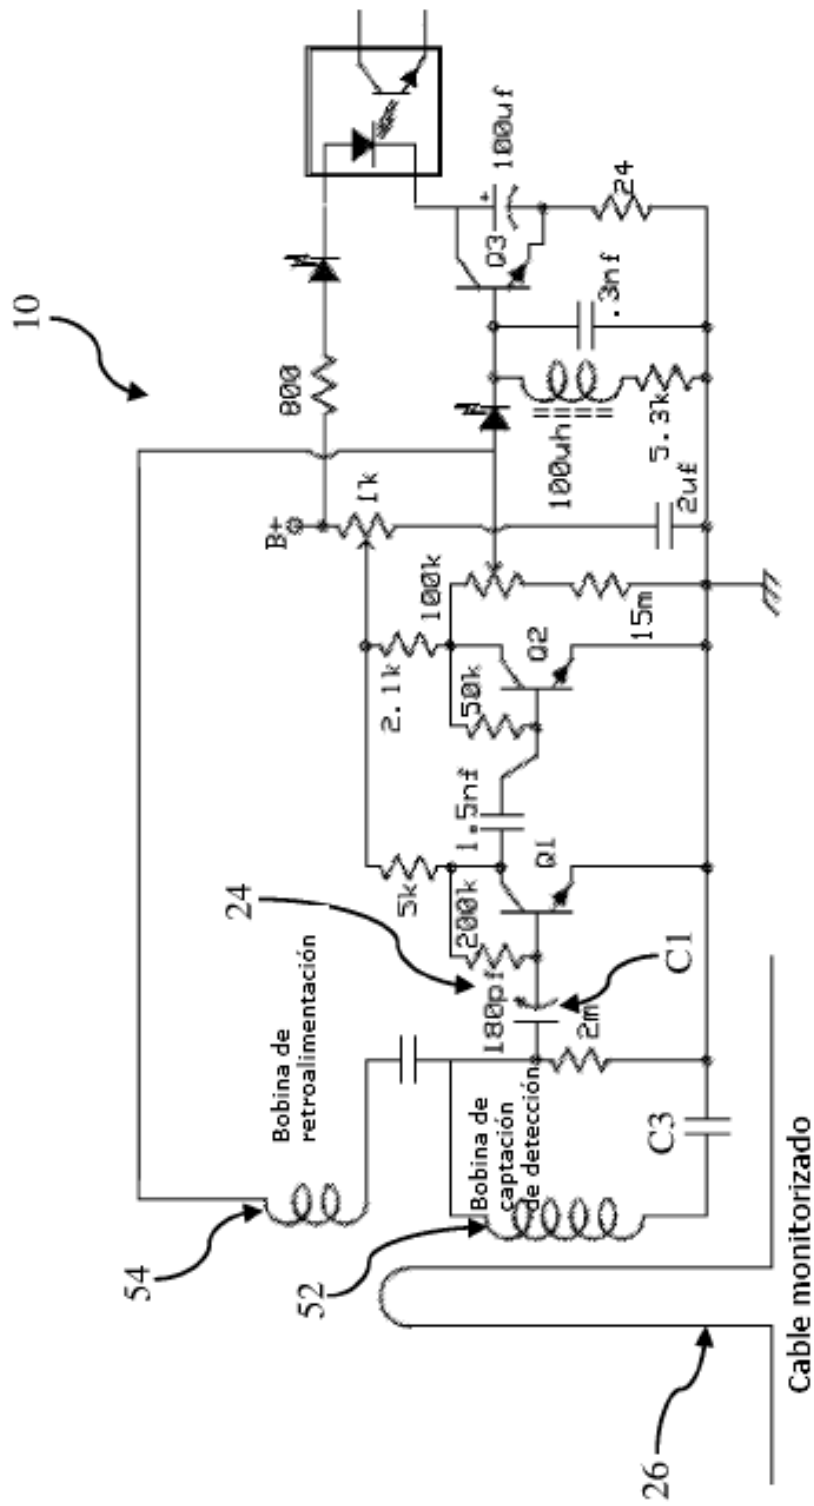 10
B+
1k
800
100uf
Q3
24
.3nf
100uh
5.3k
2uf
100k
15m
2.1k
50k
Q2
1.5nf
5k
200k
Q1
24
180pf
C1
2m
C3
Bobina de
retroalimentación
Bobina de
captación
de detección
54
52
26
Cable monitorizado